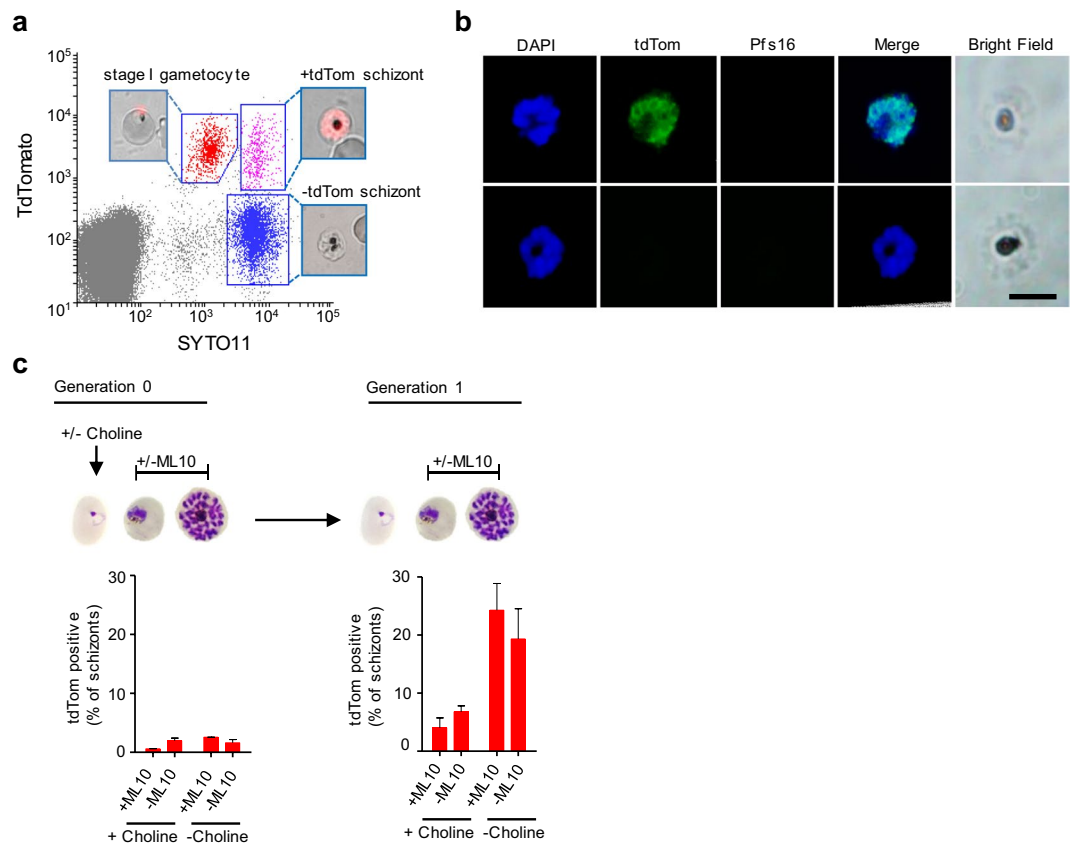 a
10^5
10^4
10^3
10^2
10^1
TdTomato
stage I gametocyte
+tdTom schizont
-tdTom schizont
10^2 10^3 10^4 10^5
SYTO11
b
DAPI tdTom Pfs16 Merge Bright Field
c
Generation 0
+/- Choline
+/-ML10
30
20
10
0
tdTom positive
(% of schizonts)
+ML10 -ML10 +ML10 -ML10
+ Choline -Choline
Generation 1
+/-ML10
30
20
10
0
tdTom positive
(% of schizonts)
+ML10 -ML10 +ML10 -ML10
+ Choline -Choline